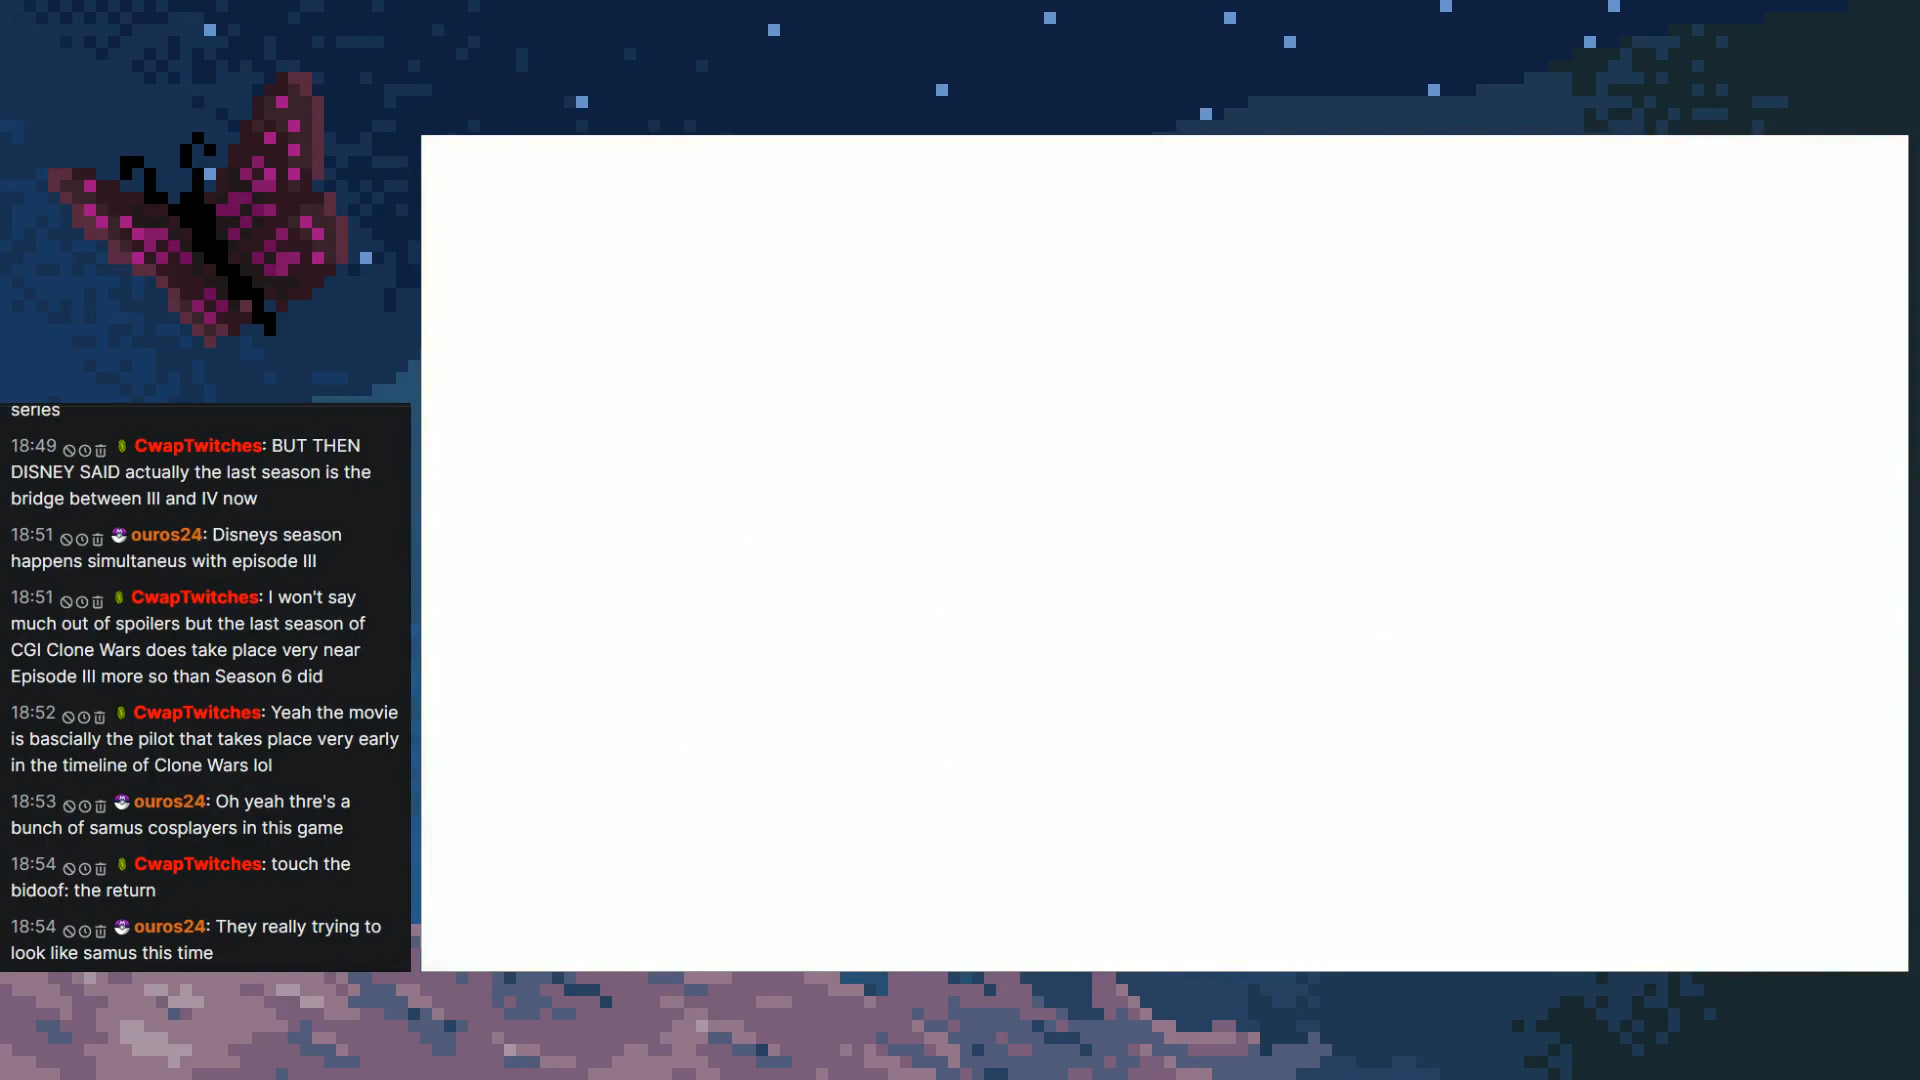 series
18:49 CwapTwitches: BUT THEN
DISNEY SAID actually the last season is the
bridge between III and IV now
18:51 ouros24: Disneys season
happens simultaneus with episode III
18:51 CwapTwitches: I won't say
much out of spoilers but the last season of
CGI Clone Wars does take place very near
Episode III more so than Season 6 did
18:52 CwapTwitches: Yeah the movie
is bascially the pilot that takes place very early
in the timeline of Clone Wars lol
18:53 ouros24: Oh yeah thre's a
bunch of samus cosplayers in this game
18:54 CwapTwitches: touch the
bidoof: the return
18:54 ouros24: They really trying to
look like samus this time